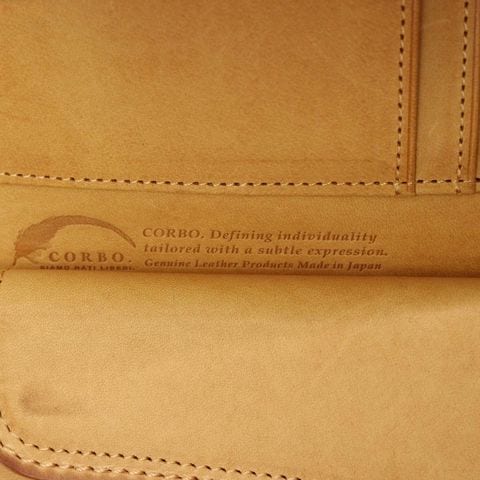 CORBO.
SIAMO NATI LIBERI.
CORBO. Defining individuality
tailored with a subtle expression.
Genuine Leather Products Made in Japan